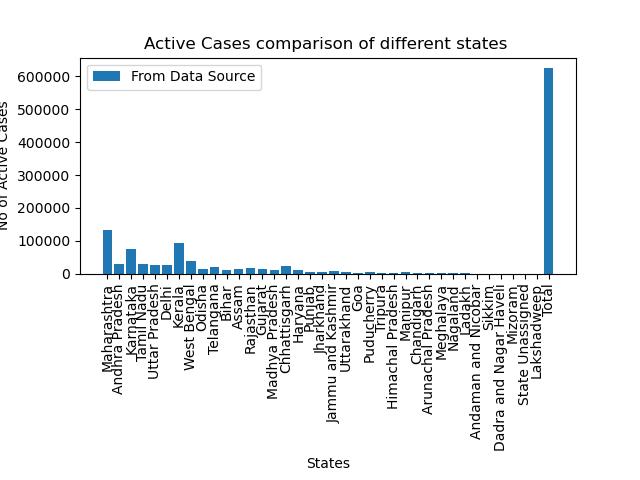 Active Cases comparison of different states
From Data Source
No of Active Cases
600000
500000
400000
300000
200000
100000
0
Maharashtra
Andhra Pradesh
Karnataka
Tamil Nadu
Uttar Pradesh
Delhi
Kerala
West Bengal
Odisha
Telangana
Bihar
Assam
Rajasthan
Gujarat
Madhya Pradesh
Chhattisgarh
Haryana
Punjab
Jharkhand
Jammu and Kashmir
Uttarakhand
Goa
Puducherry
Tripura
Himachal Pradesh
Manipur
Chandigarh
Arunachal Pradesh
Meghalaya
Nagaland
Ladakh
Andaman and Nicobar
Sikkim
Dadra and Nagar Haveli
Mizoram
State Unassigned
Lakshadweep
Total
States